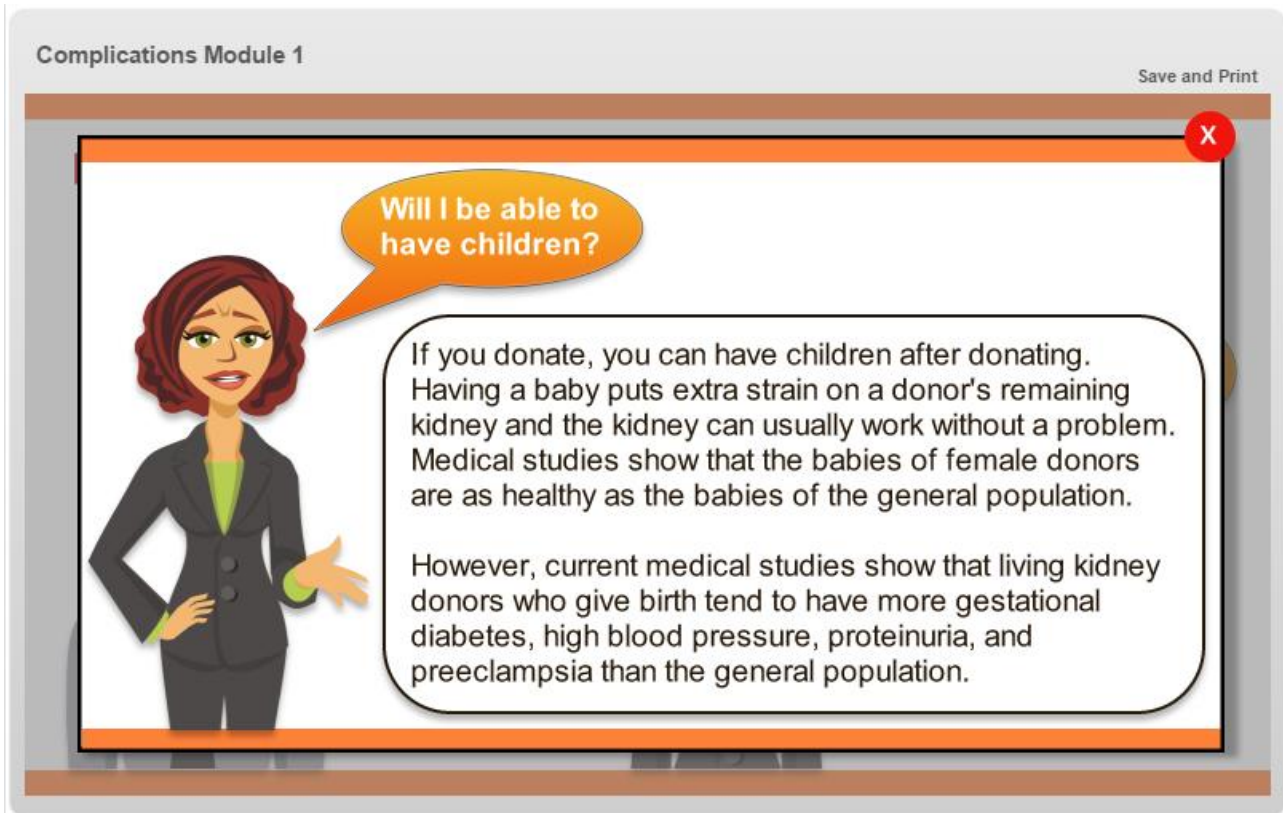 Complications Module 1
Save and Print
X
Will I be able to
have children?
If you donate, you can have children after donating.
Having a baby puts extra strain on a donor's remaining
kidney and the kidney can usually work without a problem.
Medical studies show that the babies of female donors
are as healthy as the babies of the general population.
However, current medical studies show that living kidney
donors who give birth tend to have more gestational
diabetes, high blood pressure, proteinuria, and
preeclampsia than the general population.